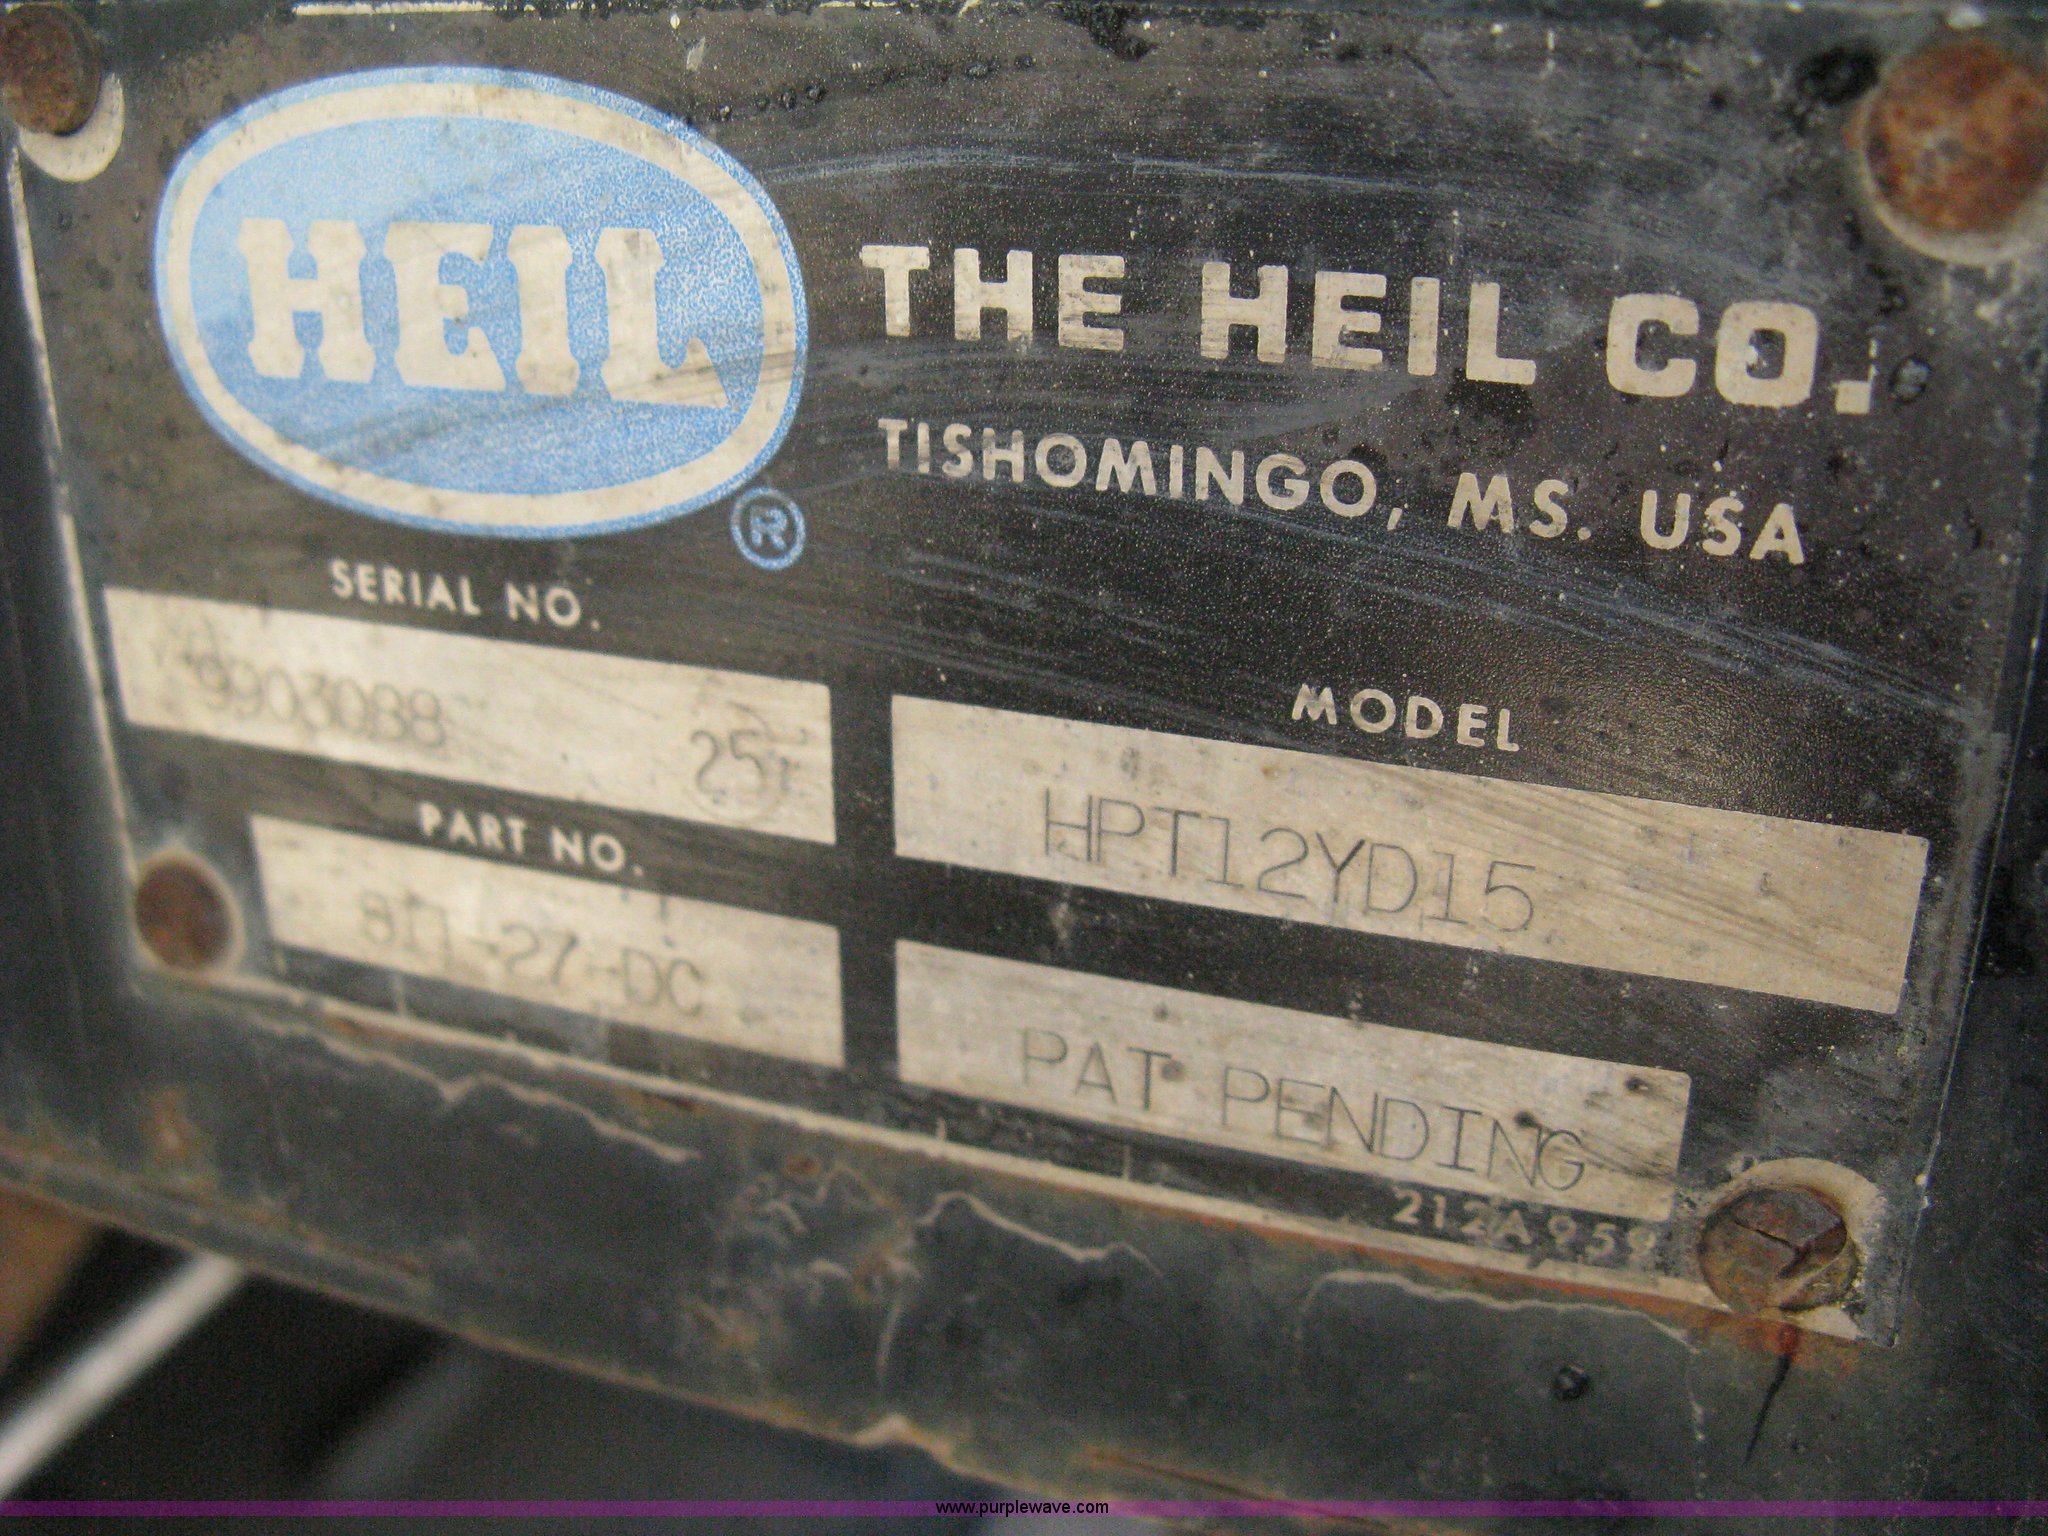 HEIL
®
THE HEIL CO.
TISHOMINGO, MS. USA
SERIAL NO.
9903088 25
MODEL
HPT12YD15
PART NO.
811-27-DC
PAT PENDING
212A959
www.purplewave.com